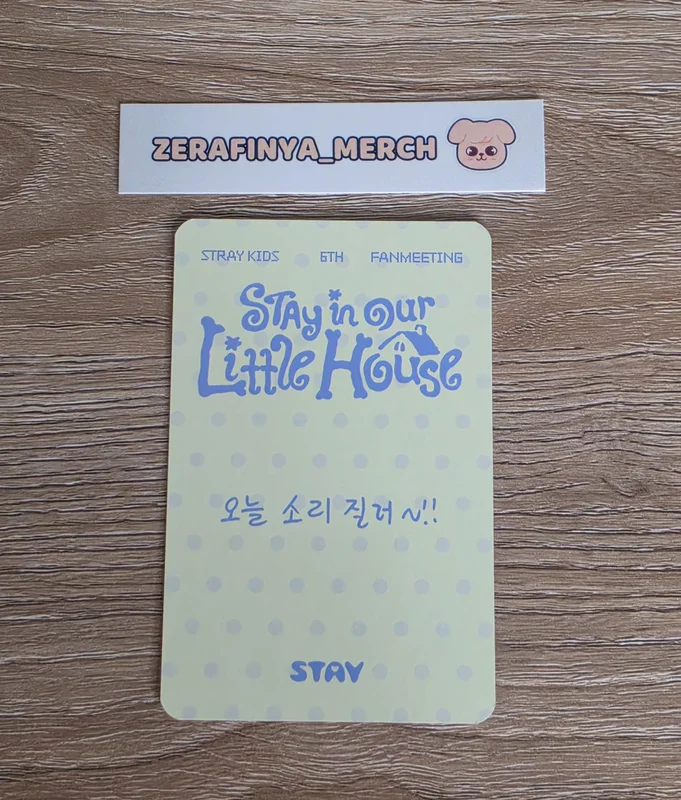 ZERAFINYA_MERCH
STRAY KIDS 6TH FANMEETING
STAY in our
Little House
오늘 소리 질러 ~!!
STAY